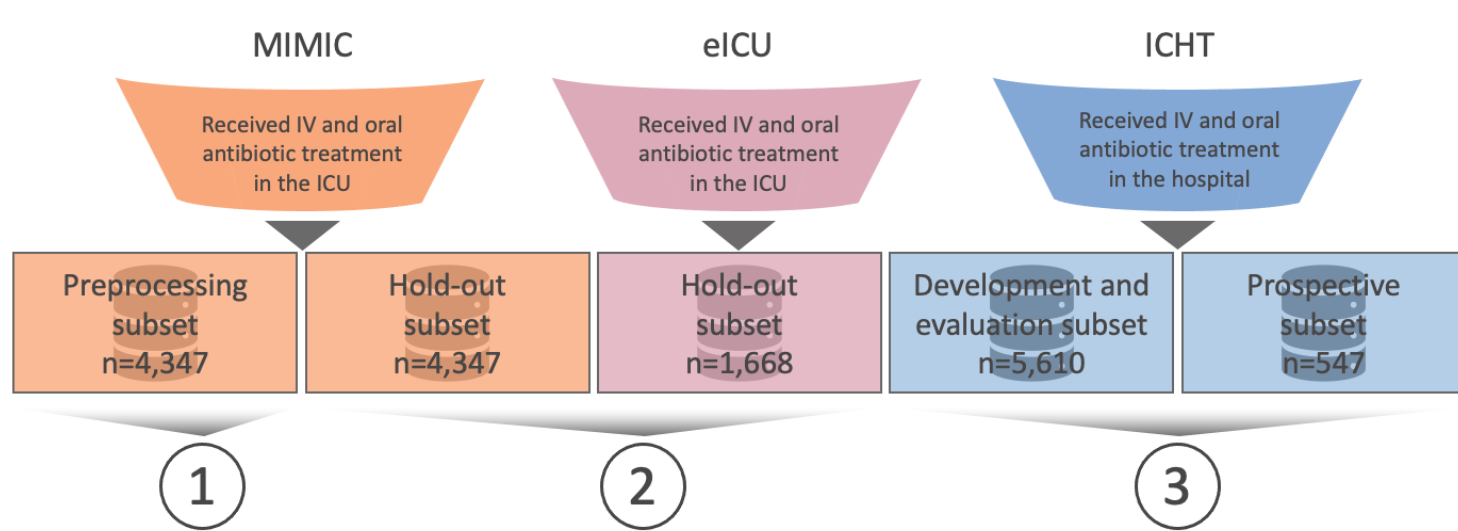 MIMIC
Received IV and oral
antibiotic treatment
in the ICU
eICU
Received IV and oral
antibiotic treatment
in the ICU
ICHT
Received IV and oral
antibiotic treatment
in the hospital
Preprocessing
subset
n=4,347
Hold-out
subset
n=4,347
Hold-out
subset
n=1,668
Development and
evaluation subset
n=5,610
Prospective
subset
n=547
1
2
3